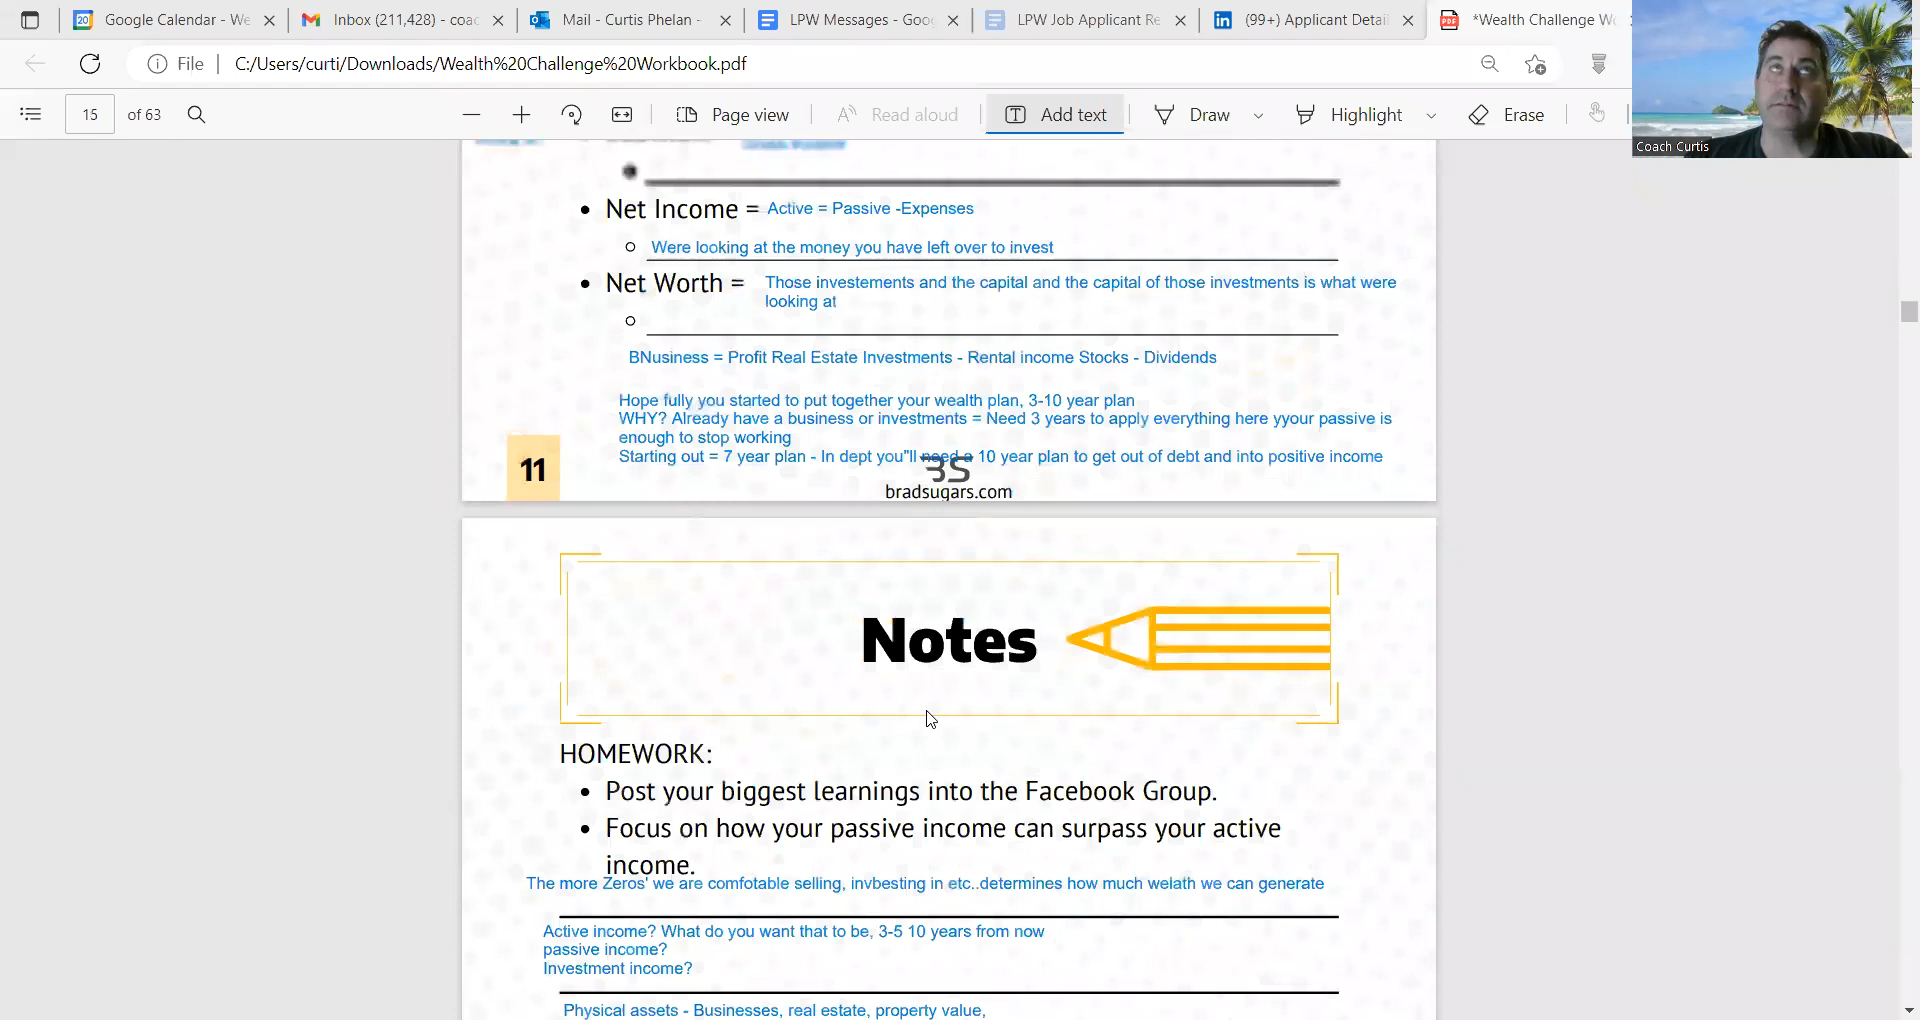 Google Calendar - We
Inbox (211,428) - coac
Mail - Curtis Phelan -
LPW Messages - Goo
LPW Job Applicant Re
(99+) Applicant Detai
*Wealth Challenge Wo
File
C:/Users/curti/Downloads/Wealth%20Challenge%20Workbook.pdf
15 of 63
Page view
Read aloud
Add text
Draw
Highlight
Erase
Coach Curtis
Net Income = Active = Passive -Expenses
Were looking at the money you have left over to invest
Net Worth = Those investements and the capital and the capital of those investments is what were
looking at
BNusiness = Profit Real Estate Investments - Rental income Stocks - Dividends
Hope fully you started to put together your wealth plan, 3-10 year plan
WHY? Already have a business or investments = Need 3 years to apply everything here yyour passive is
enough to stop working
Starting out = 7 year plan - In dept you"ll need a 10 year plan to get out of debt and into positive income
11
BS
bradsugars.com
Notes
HOMEWORK:
Post your biggest learnings into the Facebook Group.
Focus on how your passive income can surpass your active
income.
The more Zeros' we are comfotable selling, invbesting in etc..determines how much welath we can generate
Active income? What do you want that to be, 3-5 10 years from now
passive income?
Investment income?
Physical assets - Businesses, real estate, property value,